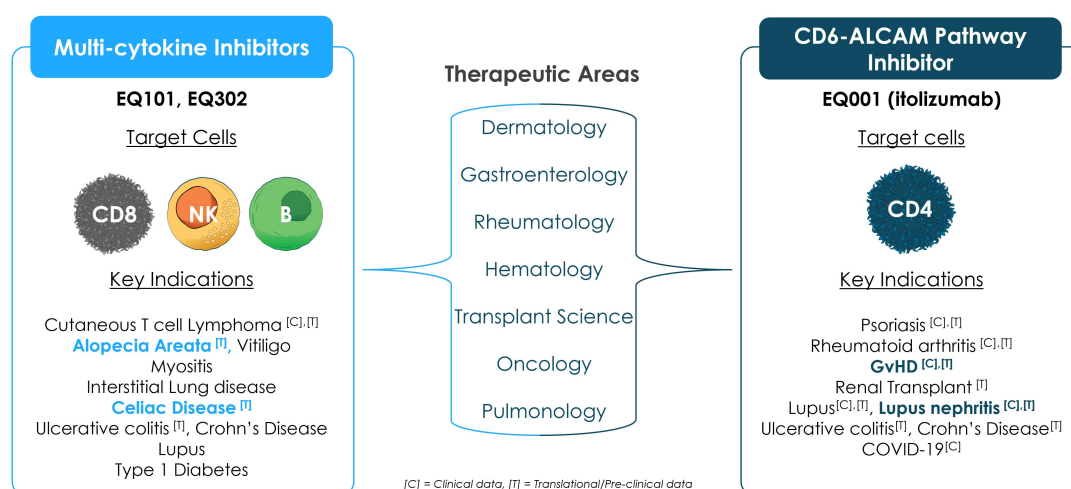 Multi-cytokine Inhibitors
EQ101, EQ302
Target Cells
CD8
NK
B
Key Indications
Cutaneous T cell Lymphoma [C],[T]
Alopecia Areata [T], Vitiligo
Myositis
Interstitial Lung disease
Celiac Disease [T]
Ulcerative colitis [T], Crohn's Disease
Lupus
Type 1 Diabetes
Therapeutic Areas
Dermatology
Gastroenterology
Rheumatology
Hematology
Transplant Science
Oncology
Pulmonology
[C] = Clinical data, [T] = Translational/Pre-clinical data
CD6-ALCAM Pathway
Inhibitor
EQ001 (itolizumab)
Target cells
CD4
Key Indications
Psoriasis [C],[T]
Rheumatoid arthritis [C],[T]
GvHD [C],[T]
Renal Transplant [T]
Lupus[C],[T], Lupus nephritis [C],[T]
Ulcerative colitis[T], Crohn's Disease[T]
COVID-19[C]